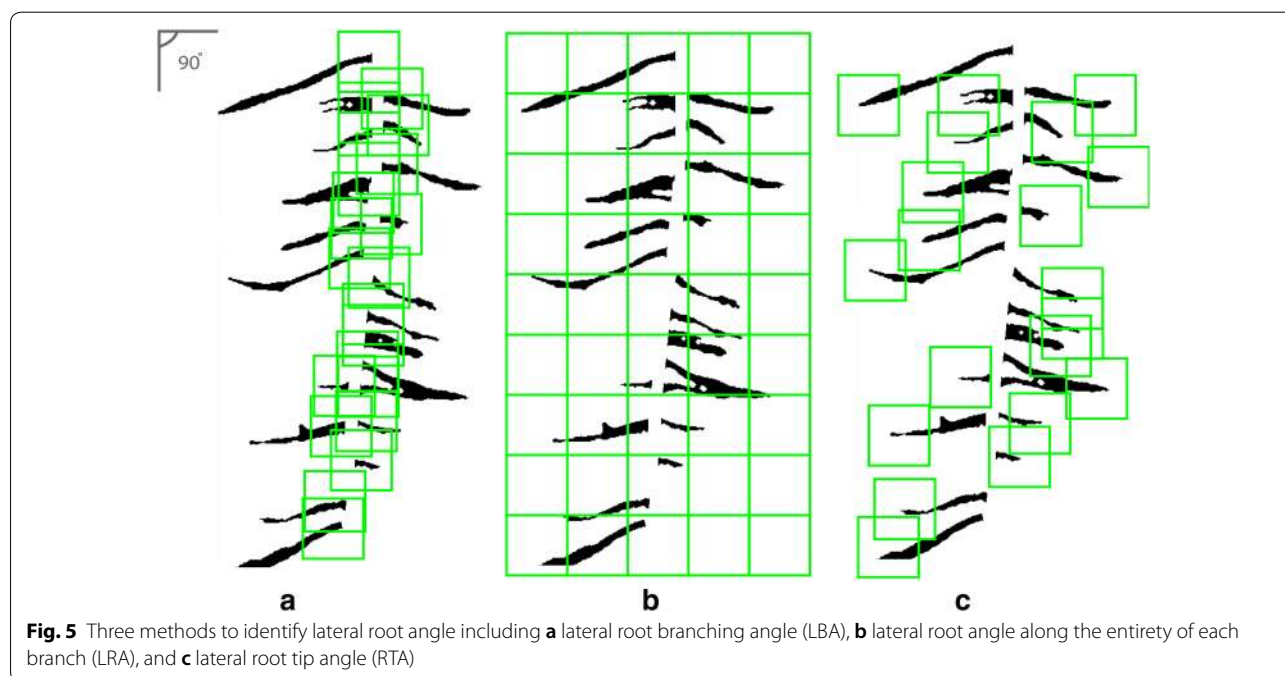 90°
a
b
c
Fig. 5 Three methods to identify lateral root angle including a lateral root branching angle (LBA), b lateral root angle along the entirety of each
branch (LRA), and c lateral root tip angle (RTA)